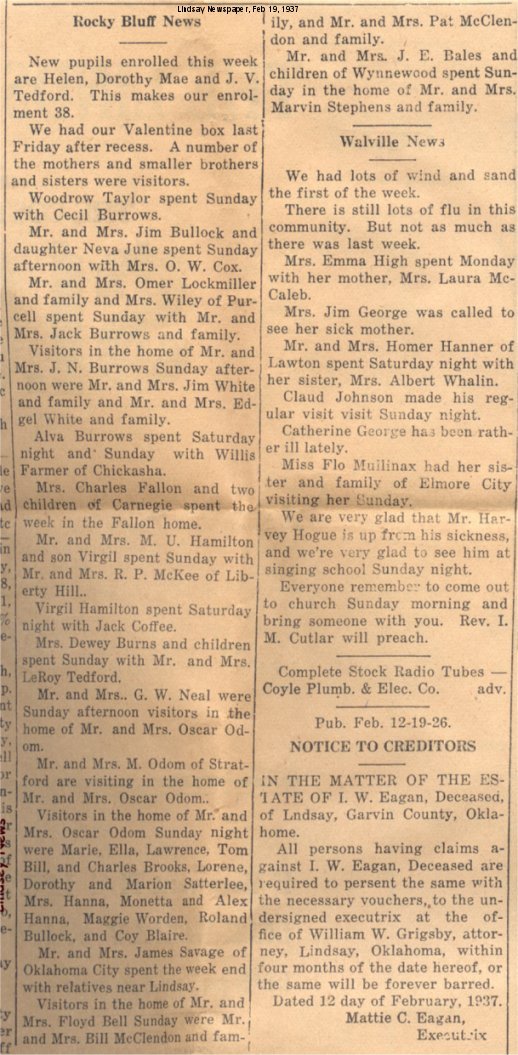 Lindsay Newspaper, Feb 19, 1937
Rocky Bluff News
New pupils enrolled this week
are Helen, Dorothy Mae and J. V.
Tedford. This makes our enrol-
ment 38.
We had our Valentine box last
Friday after recess. A number of
the mothers and smaller brothers
and sisters were visitors.
Woodrow Taylor spent Sunday
with Cecil Burrows.
Mr. and Mrs. Jim Bullock and
daughter Neva June spent Sunday
afternoon with Mrs. O. W. Cox.
Mr. and Mrs. Omer Lockmiller
and family and Mrs. Wiley of Pur-
cell spent Sunday with Mr. and
Mrs. Jack Burrows and family.
Visitors in the home of Mr. and
Mrs. J. N. Burrows Sunday after-
noon were Mr. and Mrs. Jim White
and family and Mr. and Mrs. Ed-
gel White and family.
Alva Burrows spent Saturday
night and Sunday with Willis
Farmer of Chickasha.
Mrs. Charles Fallon and two
children of Carnegie spent the
week in the Fallon home.
Mr. and Mrs. M. U. Hamilton
and son Virgil spent Sunday with
Mr. and Mrs. R. P. McKee of Lib-
erty Hill..
Virgil Hamilton spent Saturday
night with Jack Coffee.
Mrs. Dewey Burns and children
spent Sunday with Mr. and Mrs.
LeRoy Tedford.
Mr. and Mrs.. G. W. Neal were
Sunday afternoon visitors in the
home of Mr. and Mrs. Oscar Od-
om.
Mr. and Mrs. M. Odom of Strat-
ford are visiting in the home of
Mr. and Mrs. Oscar Odom..
Visitors in the home of Mr. and
Mrs. Oscar Odom Sunday night
were Marie, Ella, Lawrence, Tom
Bill, and Charles Brooks, Lorene,
Dorothy and Marion Satterlee,
Mrs. Hanna, Monetta and Alex
Hanna, Maggie Worden, Roland
Bullock, and Coy Blaire.
Mr. and Mrs. James Savage of
Oklahoma City spent the week end
with relatives near Lindsay.
Visitors in the home of Mr. and
Mrs. Floyd Bell Sunday were Mr.
and Mrs. Bill McClendon and fam-
ily, and Mr. and Mrs. Pat McClen-
don and family.
Mr. and Mrs. J. E. Bales and
children of Wynnewood spent Sun-
day in the home of Mr. and Mrs.
Marvin Stephens and family.
Walville News
We had lots of wind and sand
the first of the week.
There is still lots of flu in this
community. But not as much as
there was last week.
Mrs. Emma High spent Monday
with her mother, Mrs. Laura Mc-
Caleb.
Mrs. Jim George was called to
see her sick mother.
Mr. and Mrs. Homer Hanner of
Lawton spent Saturday night with
her sister, Mrs. Albert Whalin.
Claud Johnson made his reg-
ular visit visit Sunday night.
Catherine George has been rath-
er ill lately.
Miss Flo Mullinax had her sis-
ter and family of Elmore City
visiting her Sunday.
We are very glad that Mr. Har-
vey Hogue is up from his sickness,
and we're very glad to see him at
singing school Sunday night.
Everyone remember to come out
to church Sunday morning and
bring someone with you. Rev. I.
M. Cutlar will preach.
Complete Stock Radio Tubes —
Coyle Plumb. & Elec. Co. adv.
Pub. Feb. 12-19-26.
NOTICE TO CREDITORS
IN THE MATTER OF THE ES-
TATE OF I. W. Eagan, Deceased,
of Lndsay, Garvin County, Okla-
home.
All persons having claims a-
gainst I. W. Eagan, Deceased are
required to persent the same with
the necessary vouchers, to the un-
dersigned executrix at the of-
fice of William W. Grigsby, attor-
ney, Lindsay, Oklahoma, within
four months of the date hereof, or
the same will be forever barred.
Dated 12 day of February, 1937.
Mattie C. Eagan,
Executrix